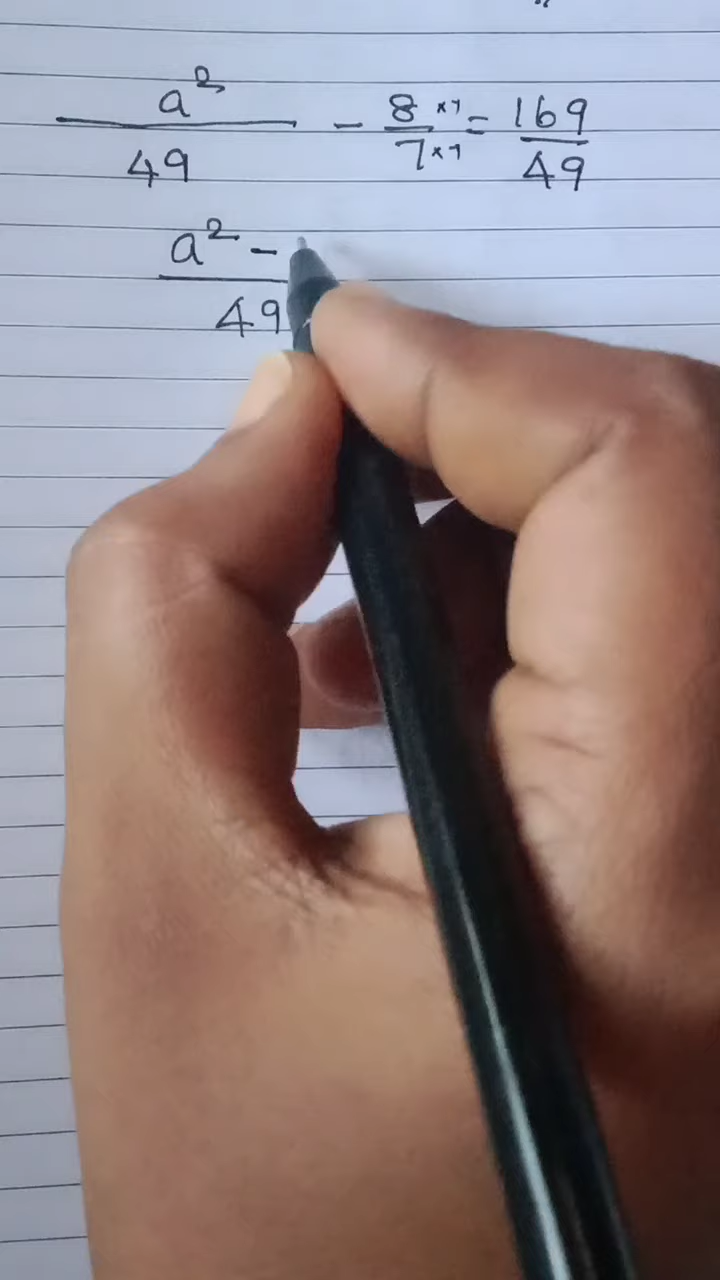 a² / 49 - 8 ×7 / 7 ×7 = 169 / 49
a² - / 49